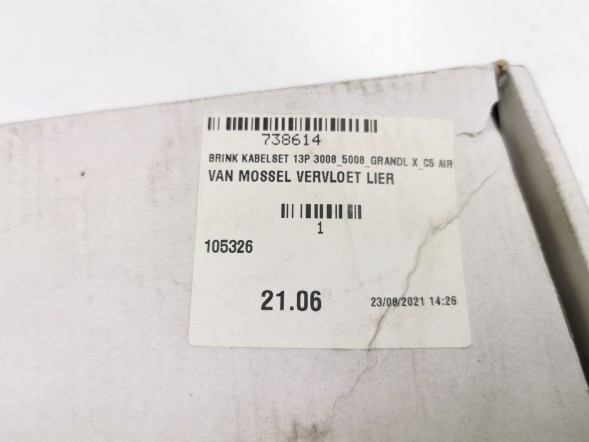 738614
BRINK KABELSET 13P 3008_5008_GRANDL X_C5 AIR
VAN MOSSEL VERVLOET LIER
1
105326
21.06 23/08/2021 14:26